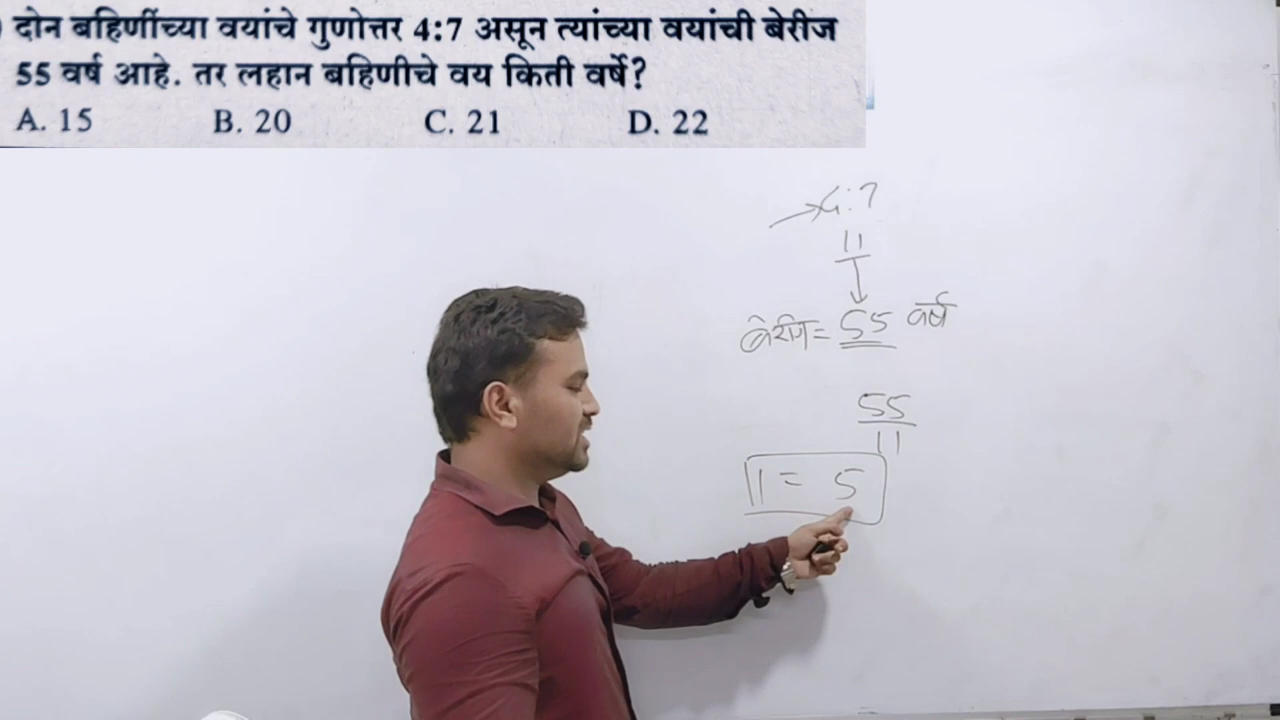 दोन बहिणींच्या वयांचे गुणोत्तर 4:7 असून त्यांच्या वयांची बेरीज
55 वर्ष आहे. तर लहान बहिणीचे वय किती वर्षे?
A. 15 B. 20 C. 21 D. 22
4:7
11
बेरीज= 55 वर्ष
55
11
1 = 5